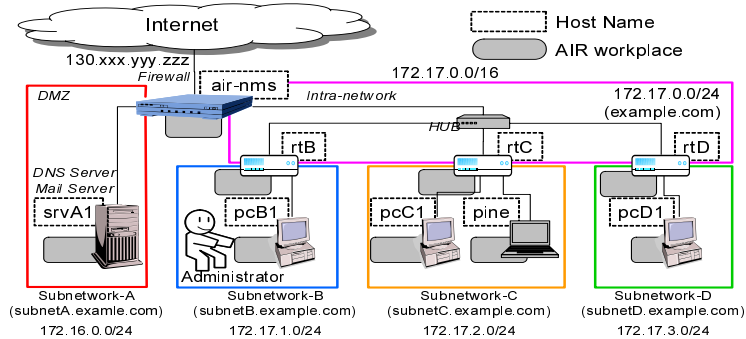 Internet
Host Name
AIR workplace
130.xxx.yyy.zzz
Firewall
air-nms
172.17.0.0/16
DMZ
Intra-network
172.17.0.0/24
(example.com)
HUB
rtB
rtC
rtD
DNS Server
Mail Server
srvA1
pcB1
pcC1
pine
pcD1
Administrator
Subnetwork-A
(subnetA.examle.com)
172.16.0.0/24
Subnetwork-B
(subnetB.example.com)
172.17.1.0/24
Subnetwork-C
(subnetC.example.com)
172.17.2.0/24
Subnetwork-D
(subnetD.example.com)
172.17.3.0/24